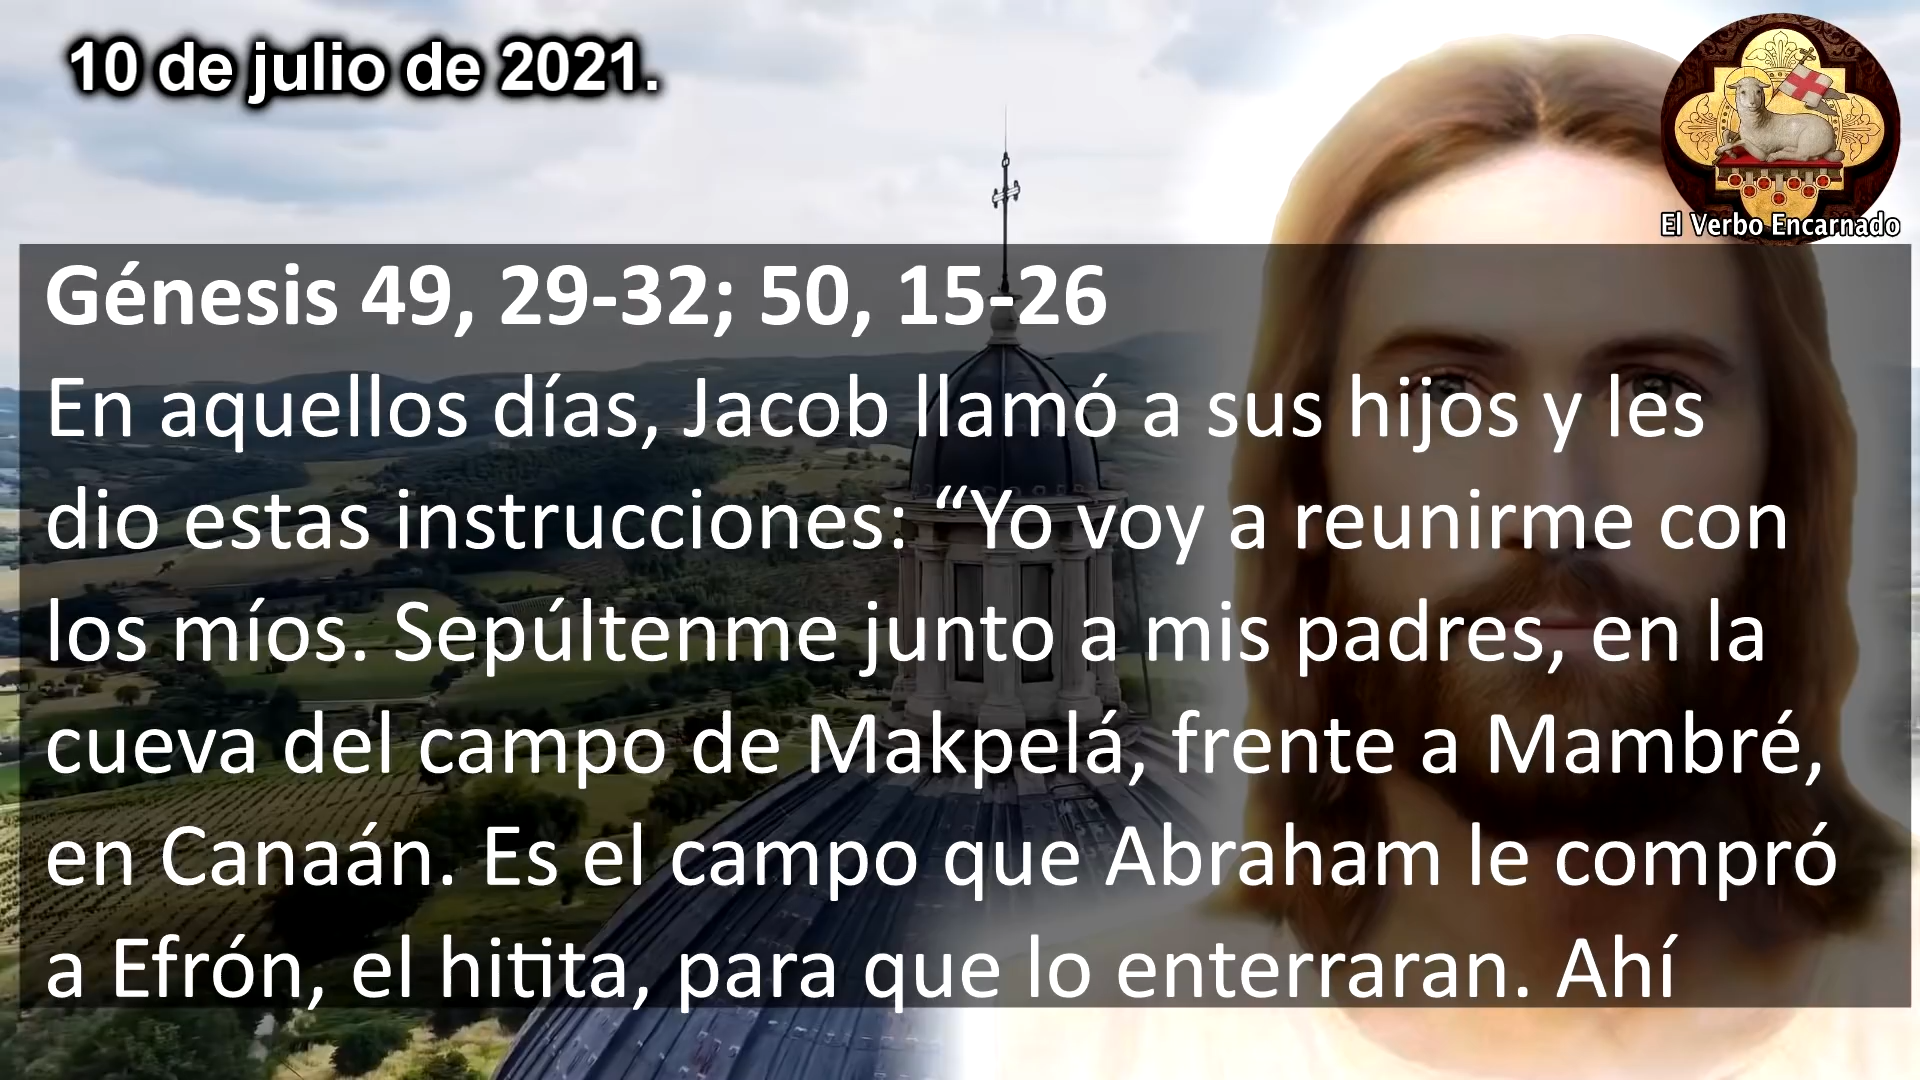 10 de julio de 2021.
El Verbo Encarnado
Génesis 49, 29-32; 50, 15-26
En aquellos días, Jacob llamó a sus hijos y les
dio estas instrucciones: “Yo voy a reunirme con
los míos. Sepúltenme junto a mis padres, en la
cueva del campo de Makpelá, frente a Mambré,
en Canaán. Es el campo que Abraham le compró
a Efrón, el hitita, para que lo enterraran. Ahí